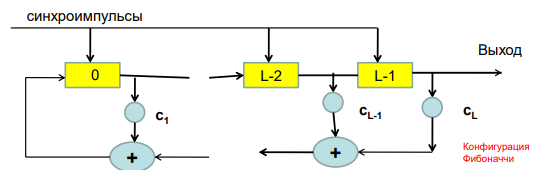 синхроимпульсы
Выход
0
L-2
L-1
c1
cL-1
cL
+
+
Конфигурация
Фибоначчи